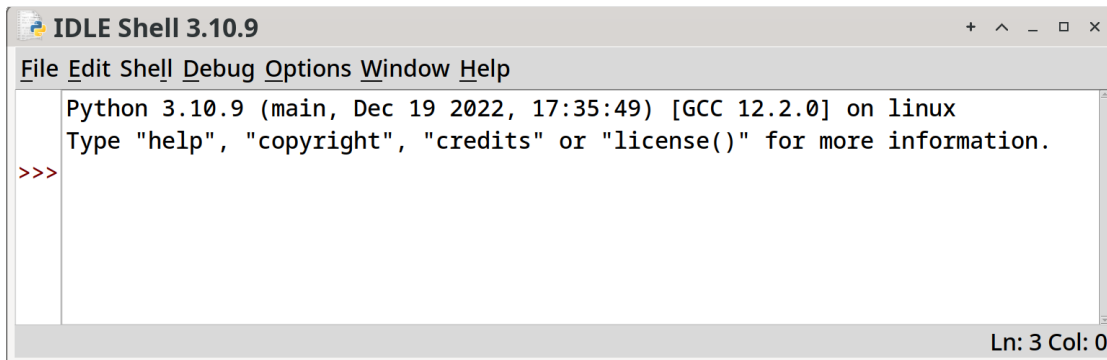 IDLE Shell 3.10.9
File Edit Shell Debug Options Window Help
Python 3.10.9 (main, Dec 19 2022, 17:35:49) [GCC 12.2.0] on linux
Type "help", "copyright", "credits" or "license()" for more information.
>>>
Ln: 3 Col: 0